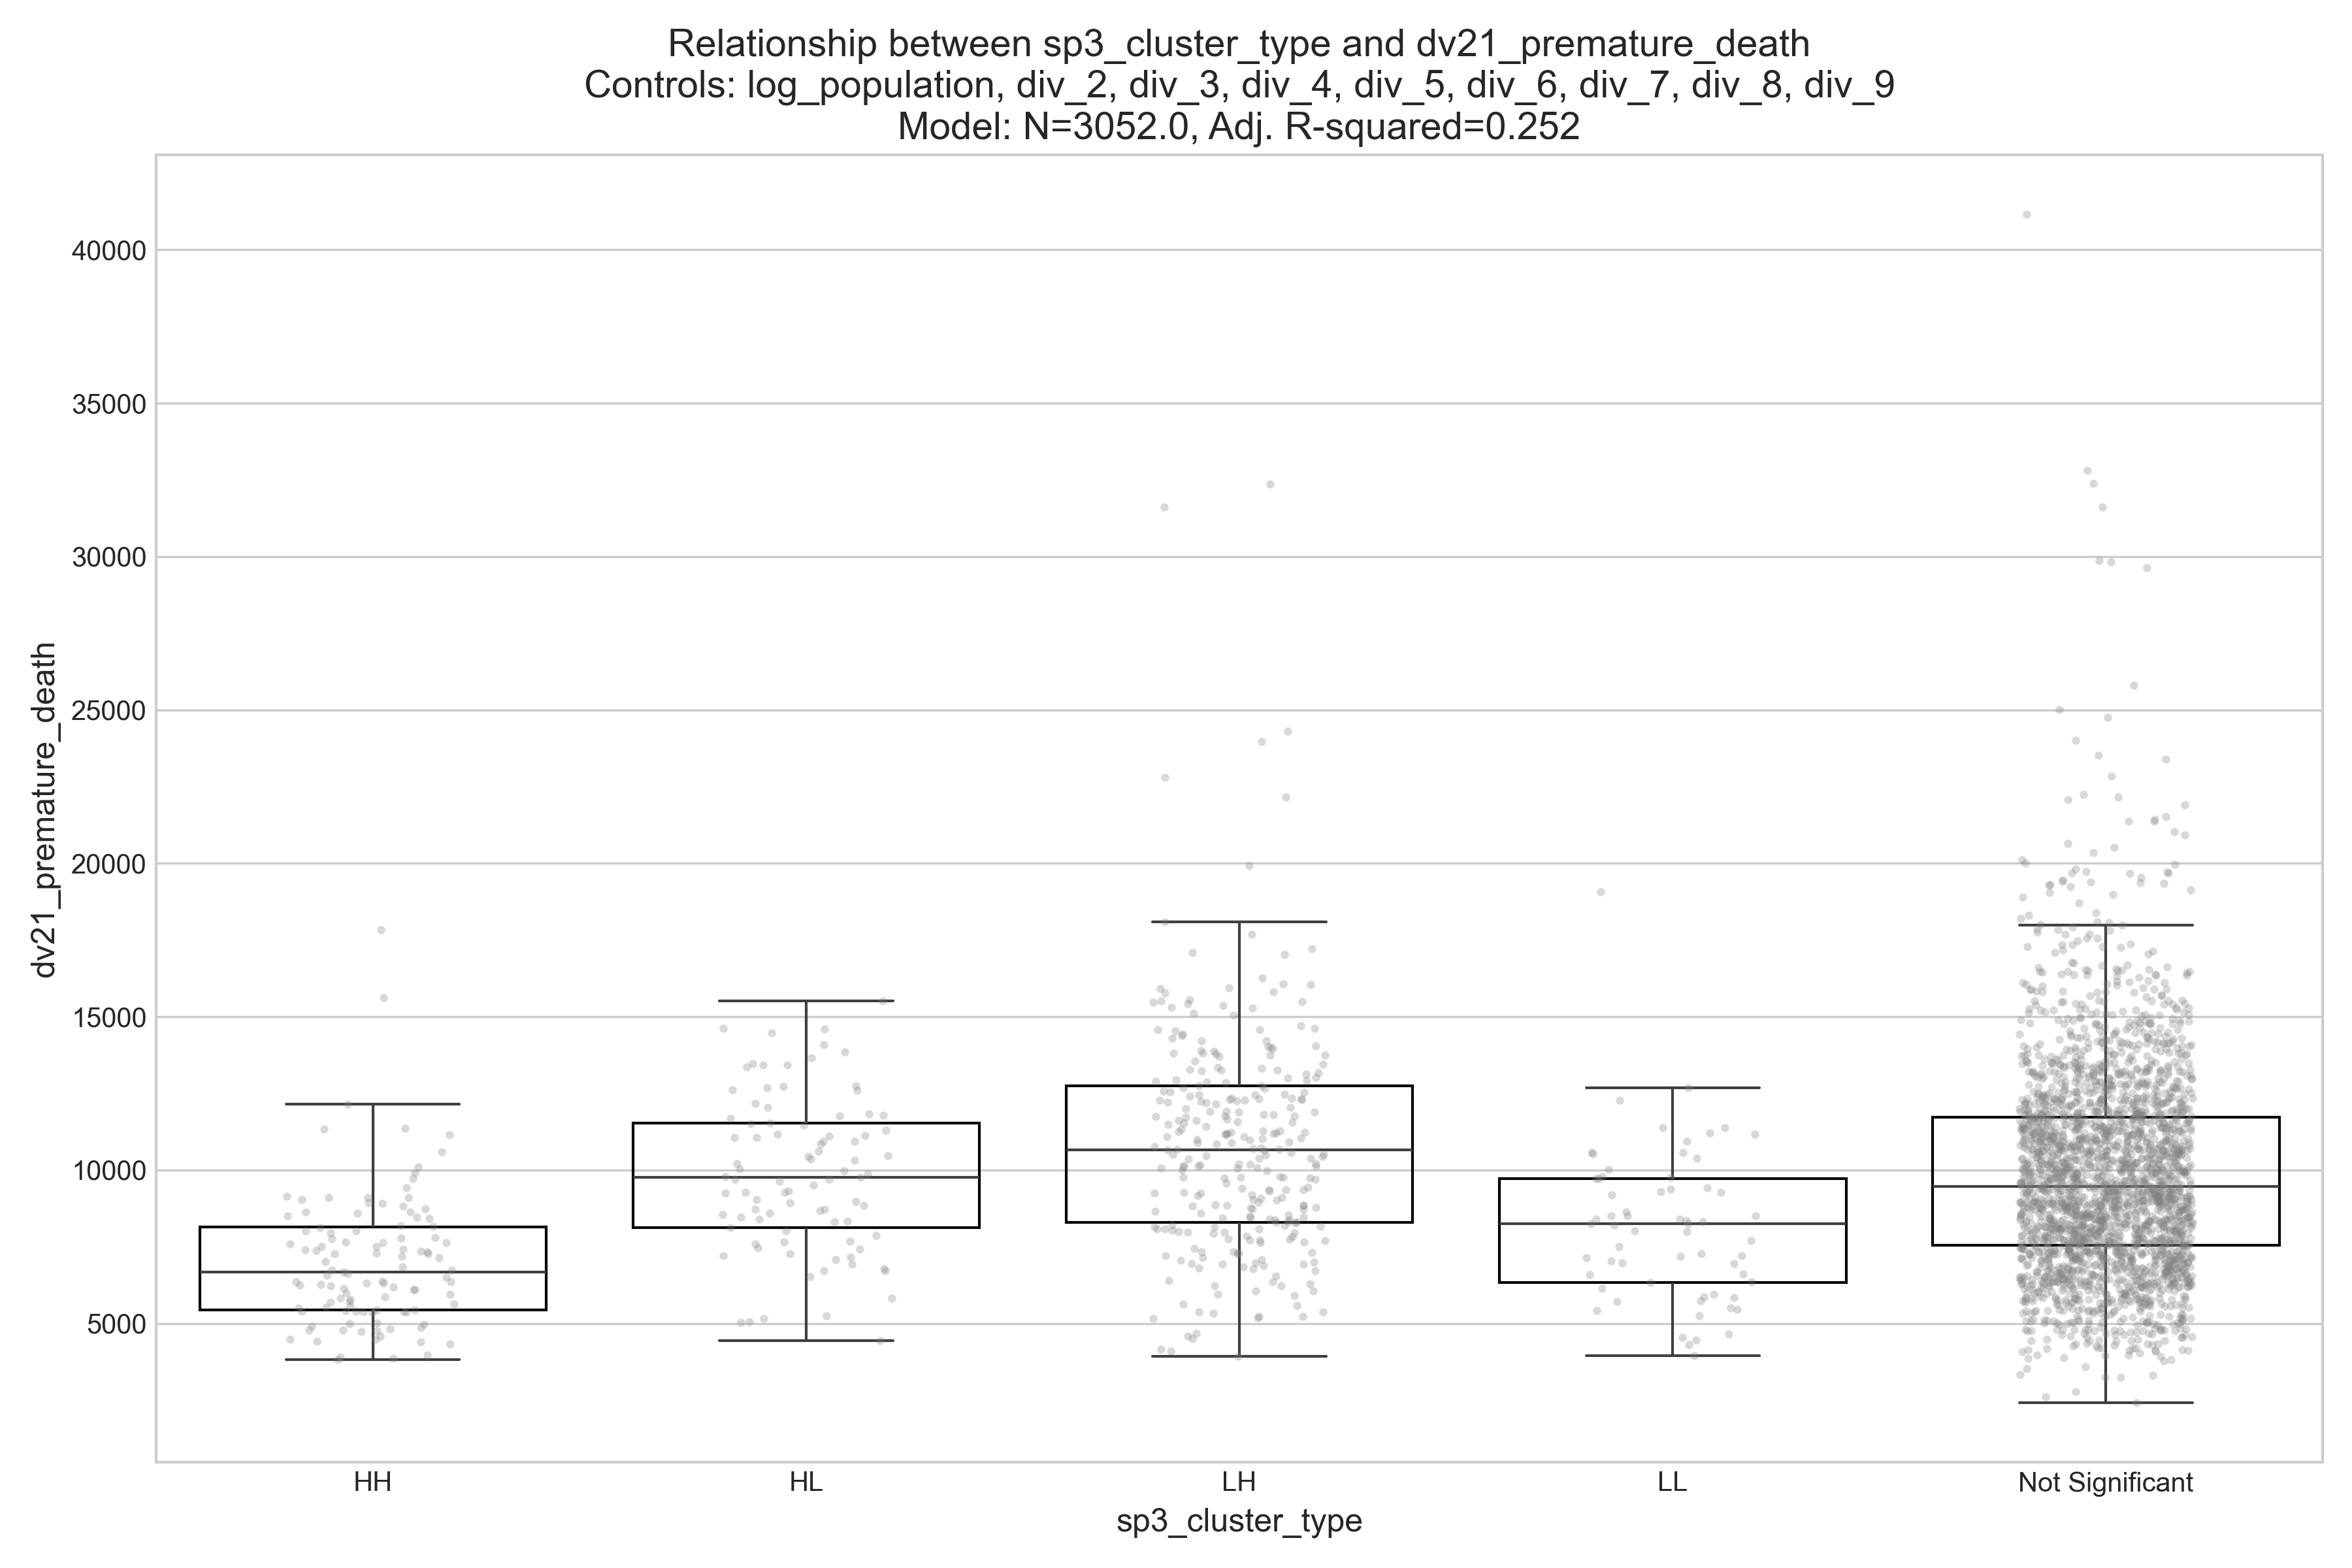 Relationship between sp3_cluster_type and dv21_premature_death
Controls: log_population, div_2, div_3, div_4, div_5, div_6, div_7, div_8, div_9
Model: N=3052.0, Adj. R-squared=0.252
40000
35000
30000
25000
20000
15000
10000
5000
dv21_premature_death
HH
HL
LH
LL
Not Significant
sp3_cluster_type